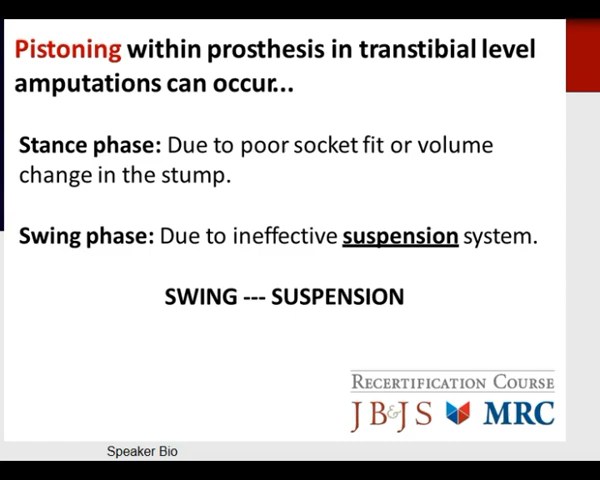 Pistoning within prosthesis in transtibial level
amputations can occur...
Stance phase: Due to poor socket fit or volume
change in the stump.
Swing phase: Due to ineffective suspension system.
SWING --- SUSPENSION
RECERTIFICATION COURSE
JB&JS MRC
Speaker Bio